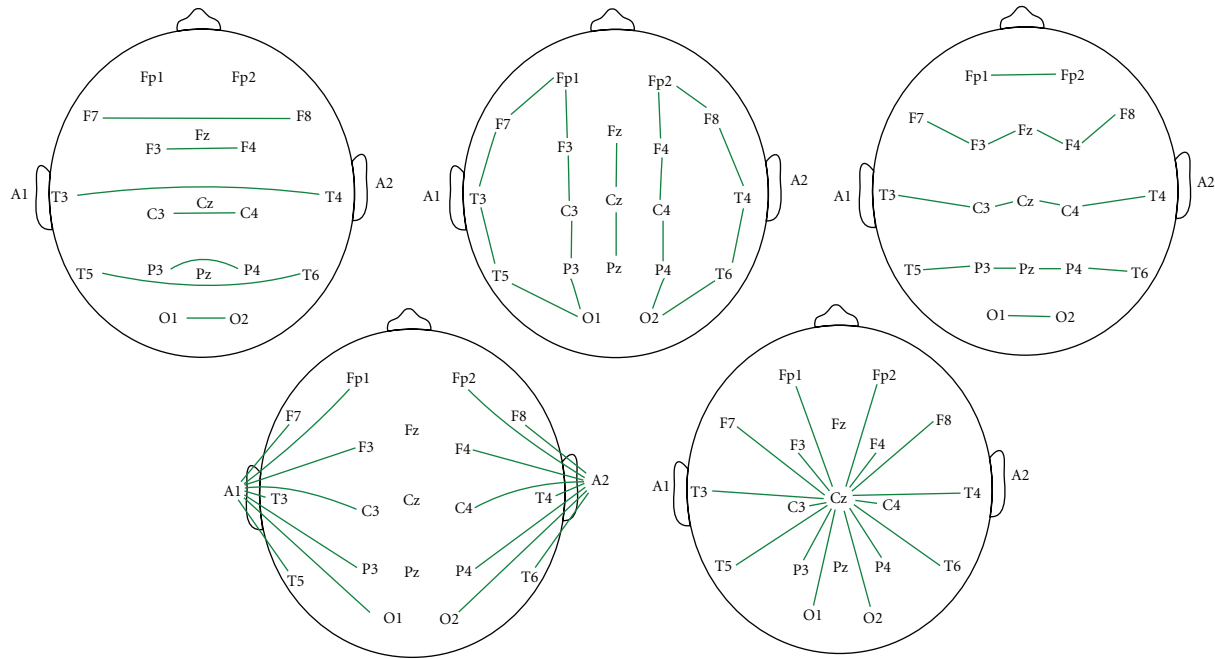 Fp1 Fp2
F7 F8
Fz
F3 F4
A1 T3 T4 A2
Cz
C3 C4
T5 P3 Pz P4 T6
O1 O2
Fp1 Fp2
F7 F8
Fz
F3 F4
A1 T3 Cz T4 A2
C3 C4
T5 P3 Pz P4 T6
O1 O2
Fp1 Fp2
F7 F8
F3 Fz F4
A1 T3 T4 A2
C3 Cz C4
T5 P3 Pz P4 T6
O1 O2
Fp1 Fp2
F7 F8
Fz
F3 F4
A1 T3 Cz T4 A2
C3 C4
T5 P3 Pz P4 T6
O1 O2
Fp1 Fp2
F7 Fz F8
F3 F4
A1 T3 Cz T4 A2
C3 C4
T5 P3 Pz P4 T6
O1 O2